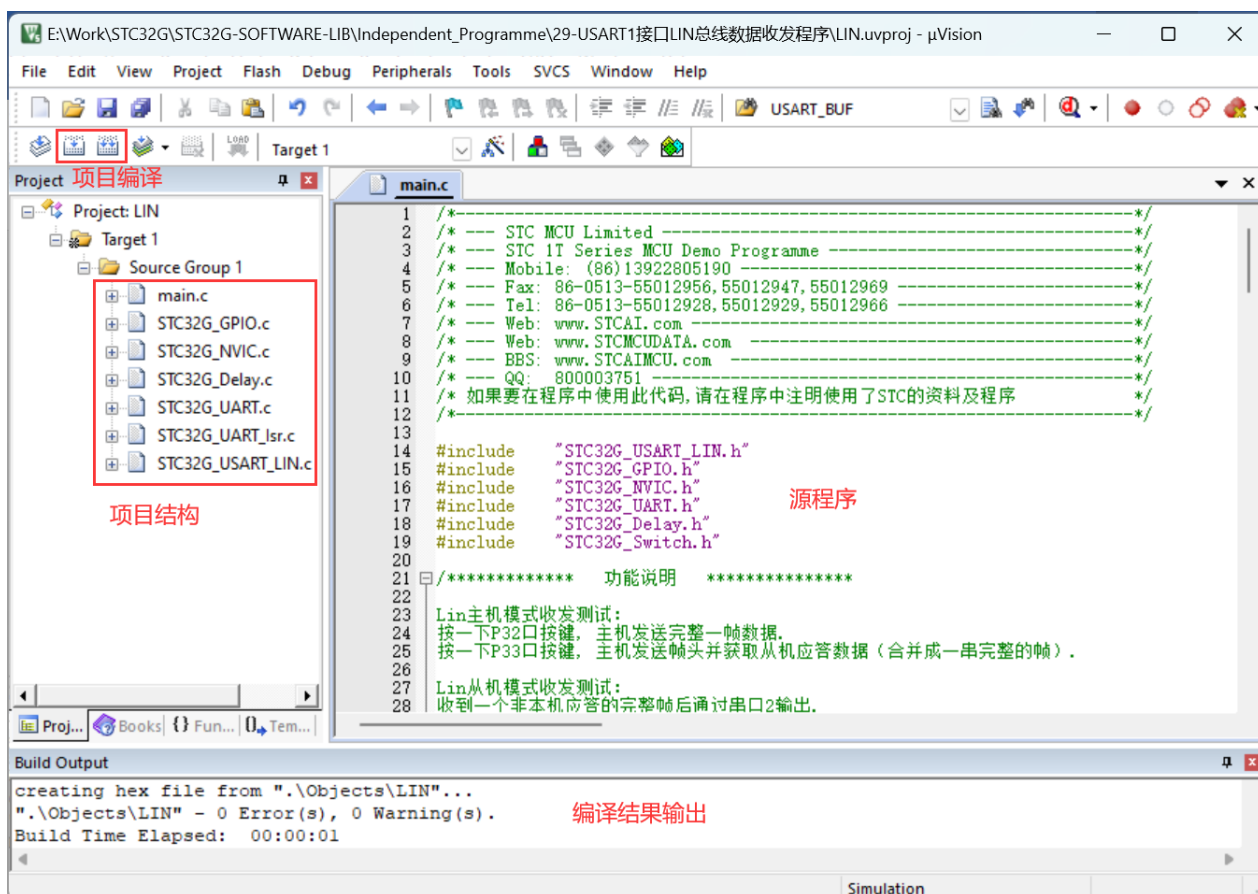 E:\Work\STC32G\STC32G-SOFTWARE-LIB\Independent_Programme\29-USART1接口LIN总线数据收发程序\LIN.uvproj - µVision
File Edit View Project Flash Debug Peripherals Tools SVCS Window Help
USART_BUF
LOAD Target 1
Project 项目编译
main.c
Project: LIN
Target 1
Source Group 1
main.c
STC32G_GPIO.c
STC32G_NVIC.c
STC32G_Delay.c
STC32G_UART.c
STC32G_UART_Isr.c
STC32G_USART_LIN.c
项目结构
1 /*---------------------------------------------------------------------*/
2 /* --- STC MCU Limited ------------------------------------------------*/
3 /* --- STC 1T Series MCU Demo Programme -------------------------------*/
4 /* --- Mobile: (86)13922805190 ----------------------------------------*/
5 /* --- Fax: 86-0513-55012956,55012947,55012969 ------------------------*/
6 /* --- Tel: 86-0513-55012928,55012929,55012966 ------------------------*/
7 /* --- Web: www.STCAI.com ---------------------------------------------*/
8 /* --- Web: www.STCMCUDATA.com ---------------------------------------*/
9 /* --- BBS: www.STCAIMCU.com -----------------------------------------*/
10 /* --- QQ: 800003751 -------------------------------------------------*/
11 /* 如果要在程序中使用此代码,请在程序中注明使用了STC的资料及程序 */
12 /*---------------------------------------------------------------------*/
13
14 #include "STC32G_USART_LIN.h"
15 #include "STC32G_GPIO.h"
16 #include "STC32G_NVIC.h"
17 #include "STC32G_UART.h"
18 #include "STC32G_Delay.h"
19 #include "STC32G_Switch.h"
源程序
20
21 /************* 功能说明 ***************
22
23 Lin主机模式收发测试:
24 按一下P32口按键, 主机发送完整一帧数据.
25 按一下P33口按键, 主机发送帧头并获取从机应答数据（合并成一串完整的帧）.
26
27 Lin从机模式收发测试:
28 收到一个非本机应答的完整帧后通过串口2输出.
Proj... Books {} Fun... Tem...
Build Output
creating hex file from ".\Objects\LIN"...
".\Objects\LIN" - 0 Error(s), 0 Warning(s).
Build Time Elapsed: 00:00:01
编译结果输出
Simulation